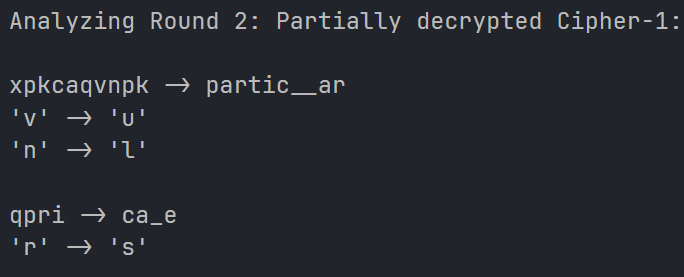 Analyzing Round 2: Partially decrypted Cipher-1:
xpkcaqvnpk -> partic__ar
'v' -> 'u'
'n' -> 'l'
qpri -> ca_e
'r' -> 's'